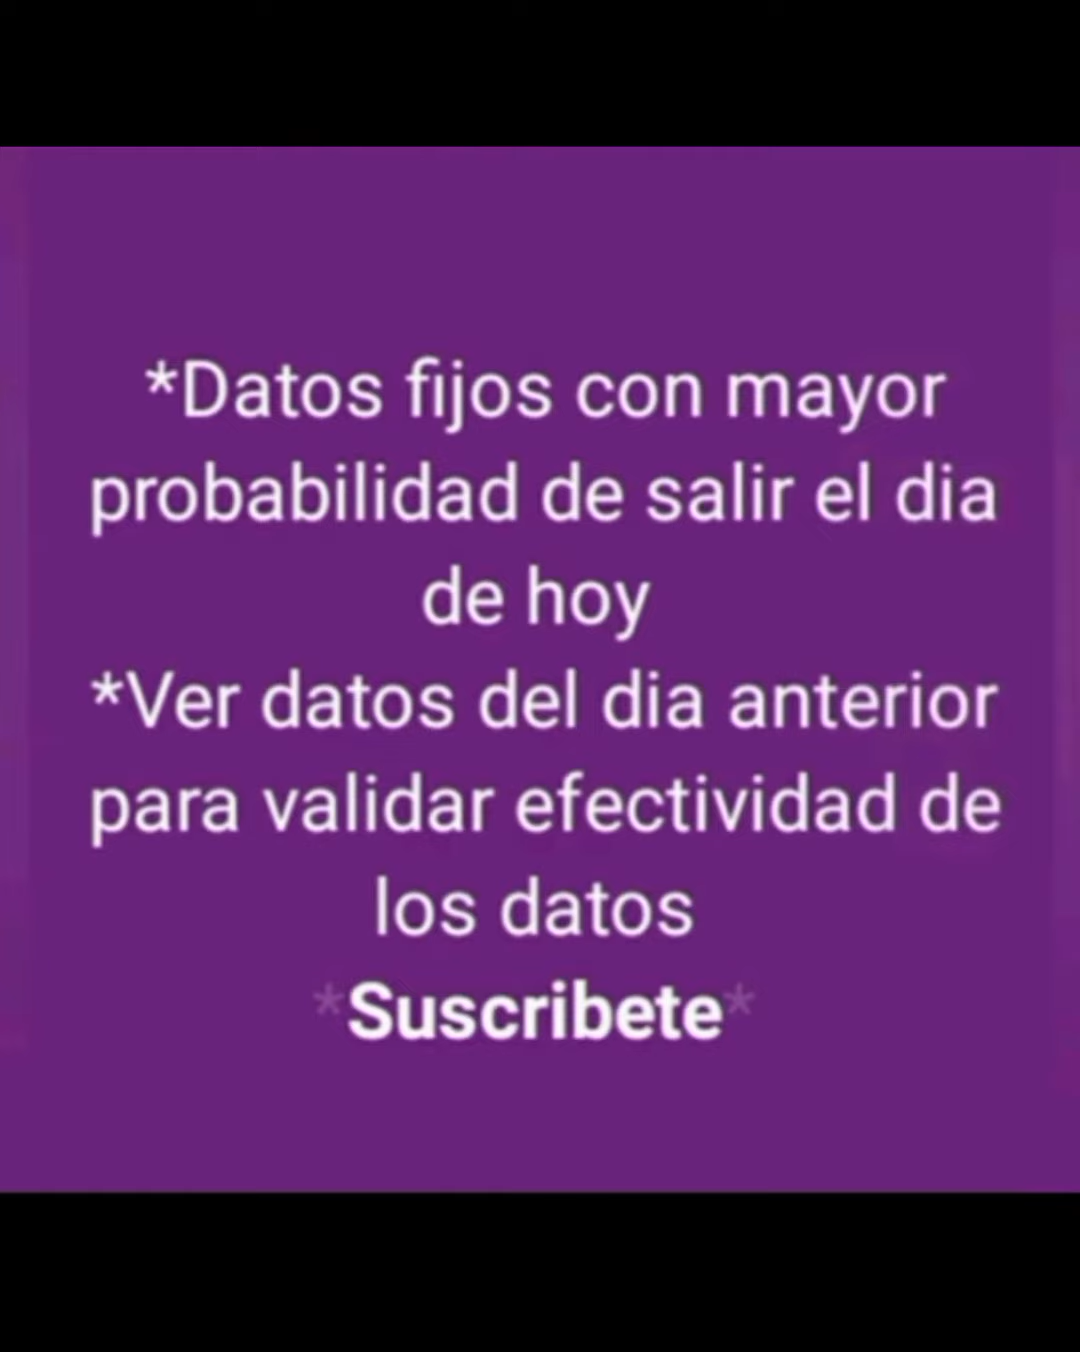 *Datos fijos con mayor
probabilidad de salir el dia
de hoy
*Ver datos del dia anterior
para validar efectividad de
los datos
*Suscribete*